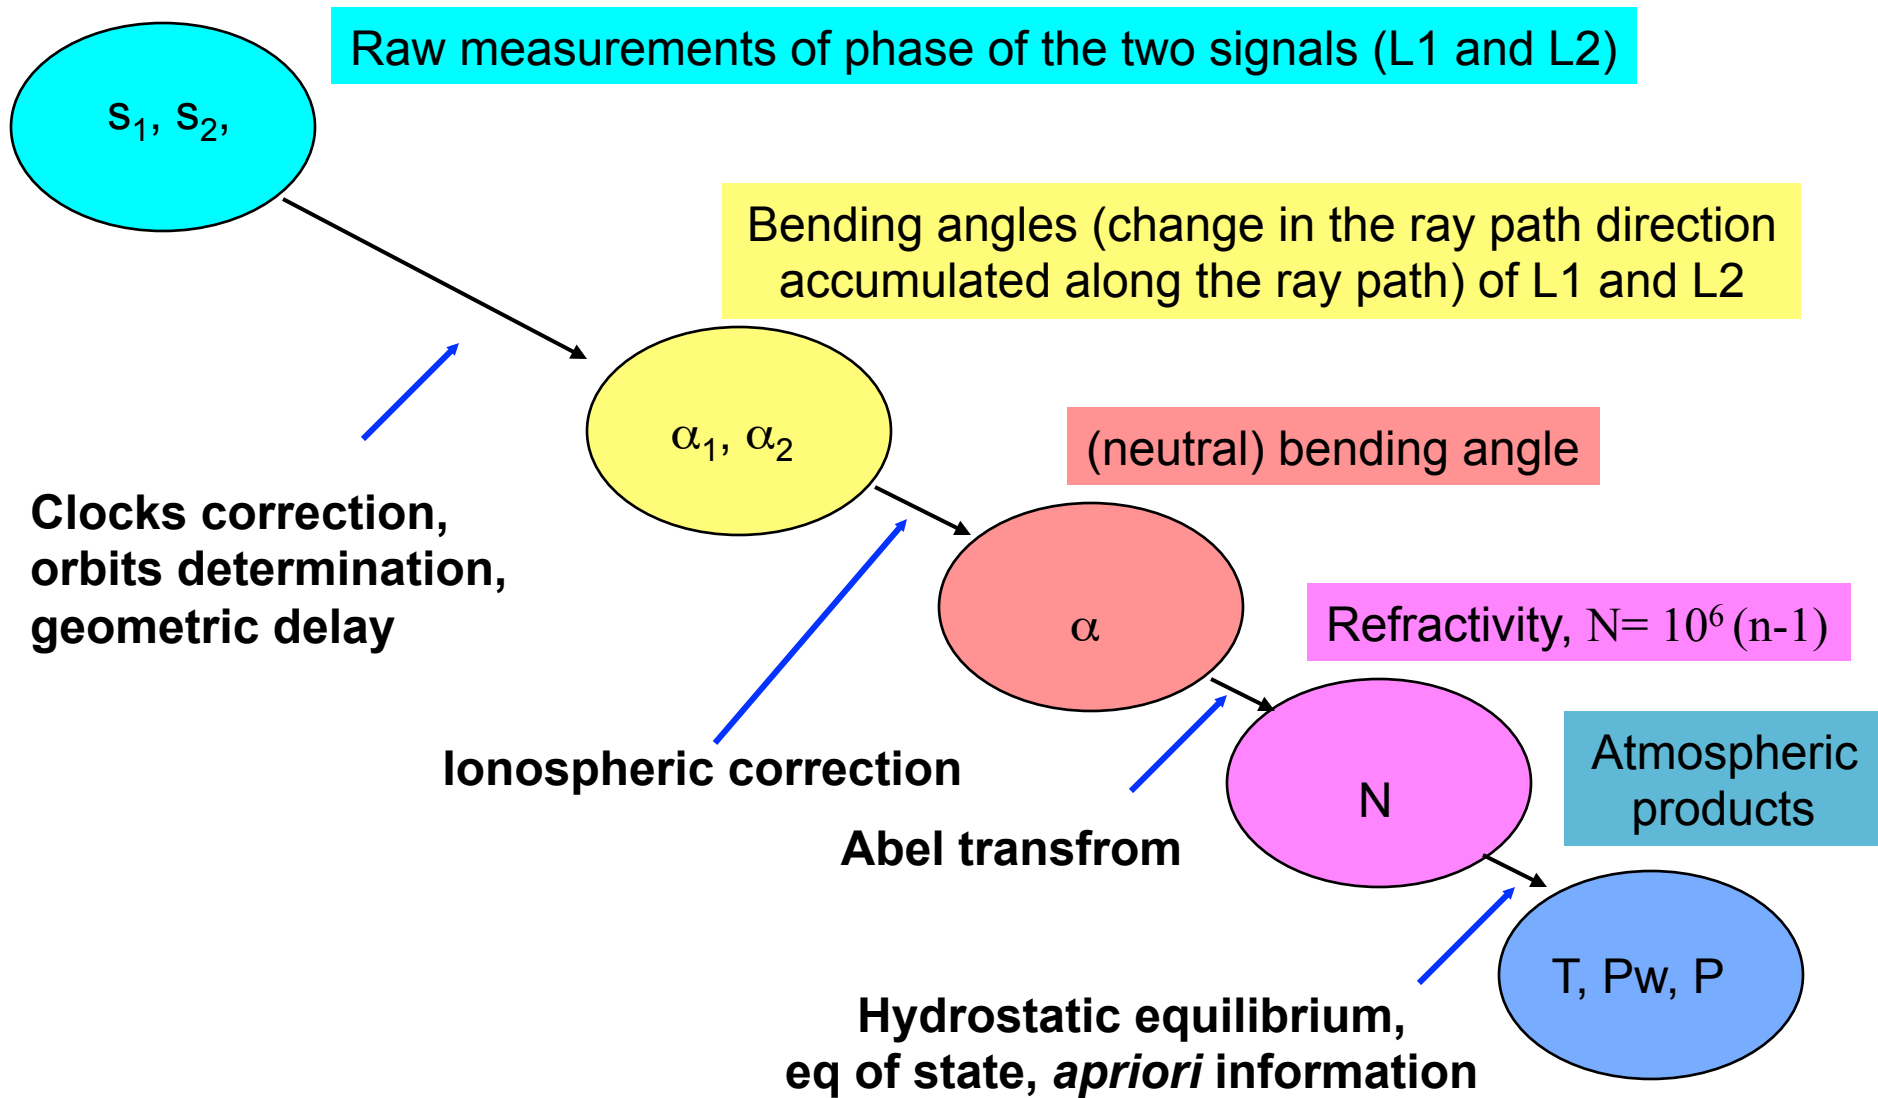 Raw measurements of phase of the two signals (L1 and L2)
s₁, s₂,
Bending angles (change in the ray path direction
accumulated along the ray path) of L1 and L2
α₁, α₂
(neutral) bending angle
Clocks correction,
orbits determination,
geometric delay
α
Refractivity, N= 10⁶ (n-1)
Ionospheric correction
N
Atmospheric
products
Abel transfrom
T, Pw, P
Hydrostatic equilibrium,
eq of state, apriori information